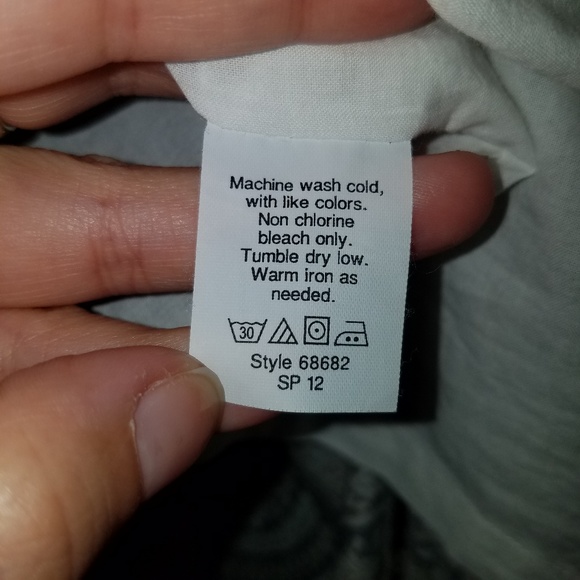 Machine wash cold,
with like colors.
Non chlorine
bleach only.
Tumble dry low.
Warm iron as
needed.
30
Style 68682
SP 12